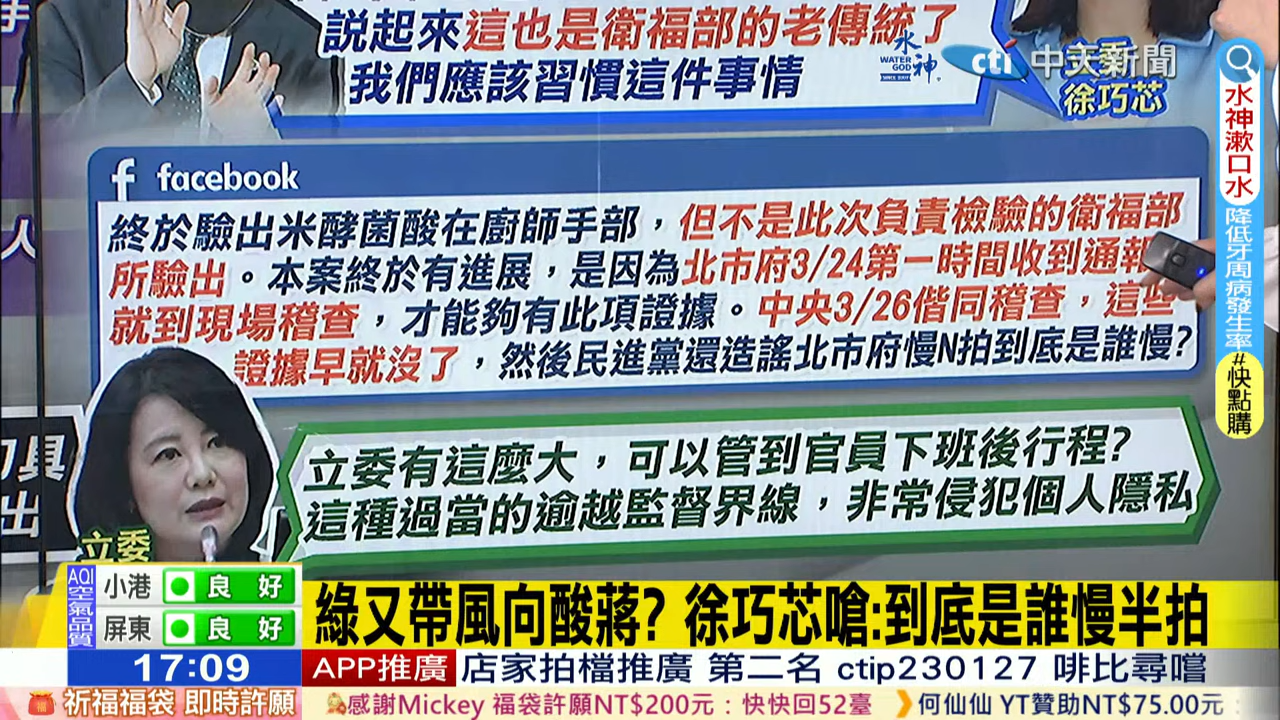 說起來這也是衛福部的老傳統了
我們應該習慣這件事情
水神
WATER GOD
cti 中天新聞
立委
徐巧芯
f facebook
終於驗出米酵菌酸在廚師手部，但不是此次負責檢驗的衛福部
所驗出。本案終於有進展，是因為北市府3/24第一時間收到通報
就到現場稽查，才能夠有此項證據。中央3/26偕同稽查，這些
證據早就沒了，然後民進黨還造謠北市府慢N拍到底是誰慢?
人
出
立委有這麼大，可以管到官員下班後行程?
這種過當的逾越監督界線，非常侵犯個人隱私
立委
水神漱口水
降低牙周病發生率
#快點購
AQI空氣品質
小港 良好
屏東 良好
綠又帶風向酸蔣? 徐巧芯嗆:到底是誰慢半拍
17:09
APP推廣 店家拍檔推廣 第二名 ctip230127 啡比尋嚐
祈福福袋 即時許願
感謝Mickey 福袋許願NT$200元：快快回52臺
何仙仙 YT贊助NT$75.00元：